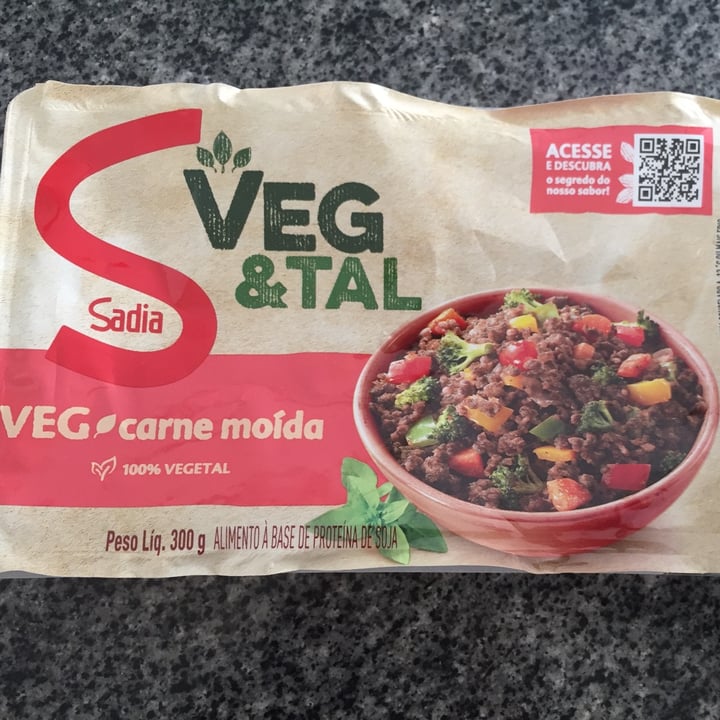 Sadia
VEG
&TAL
ACESSE
E DESCUBRA
o segredo do
nosso sabor!
VEG carne moída
100% VEGETAL
Peso Líq. 300 g ALIMENTO À BASE DE PROTEÍNA DE SOJA